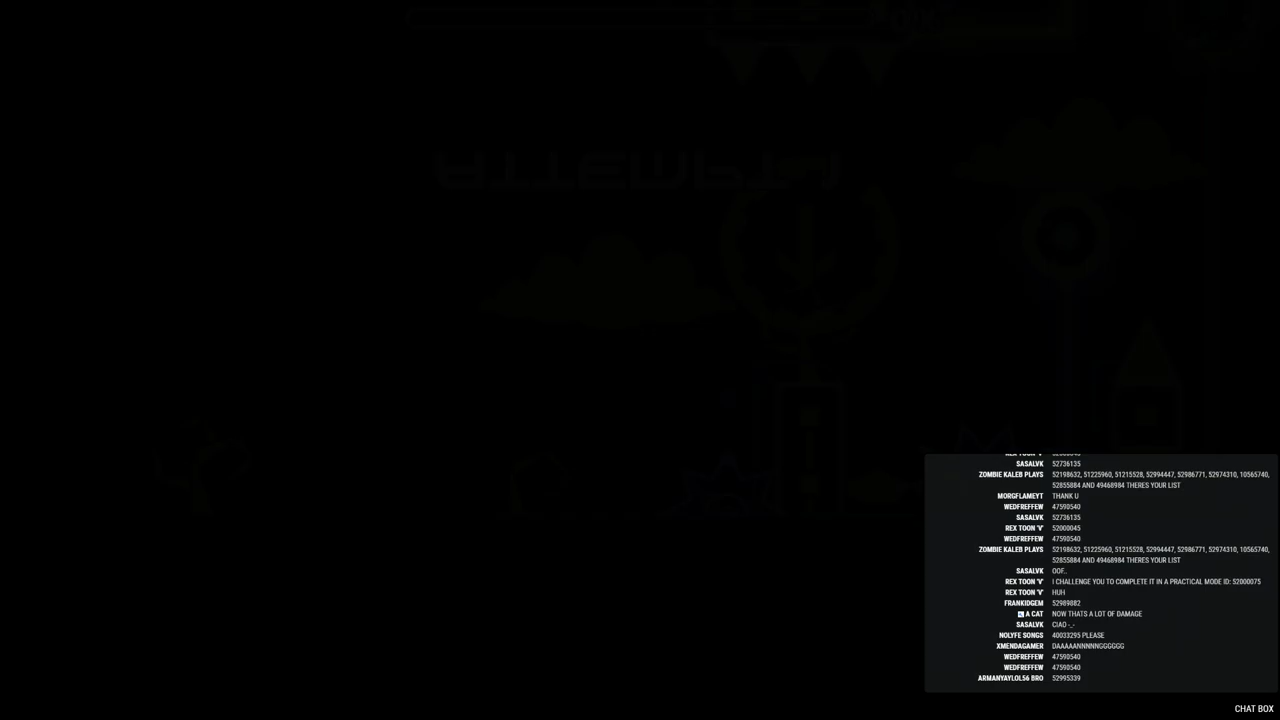 ATTEMPT 1
SASALVK 52736135
ZOMBIE KALEB PLAYS 52198632, 51225960, 51215528, 52994447, 52986771, 52974310, 10565740,
52855884 AND 49468984 THERES YOUR LIST
MORGFLAMEYT THANK U
WEDFREFFEW 47590540
SASALVK 52736135
REX TOON 'V' 52000045
WEDFREFFEW 47590540
ZOMBIE KALEB PLAYS 52198632, 51225960, 51215528, 52994447, 52986771, 52974310, 10565740,
52855884 AND 49468984 THERES YOUR LIST
SASALVK OOF..
REX TOON 'V' I CHALLENGE YOU TO COMPLETE IT IN A PRACTICAL MODE ID: 52000075
REX TOON 'V' HUH
FRANKIDGEM 52989882
A CAT NOW THATS A LOT OF DAMAGE
SASALVK CIAO -_-
NOLYFE SONGS 40033295 PLEASE
XMENDAGAMER DAAAAANNNNNGGGGGG
WEDFREFFEW 47590540
WEDFREFFEW 47590540
ARMANYAYLOL56 BRO 52995339
CHAT BOX